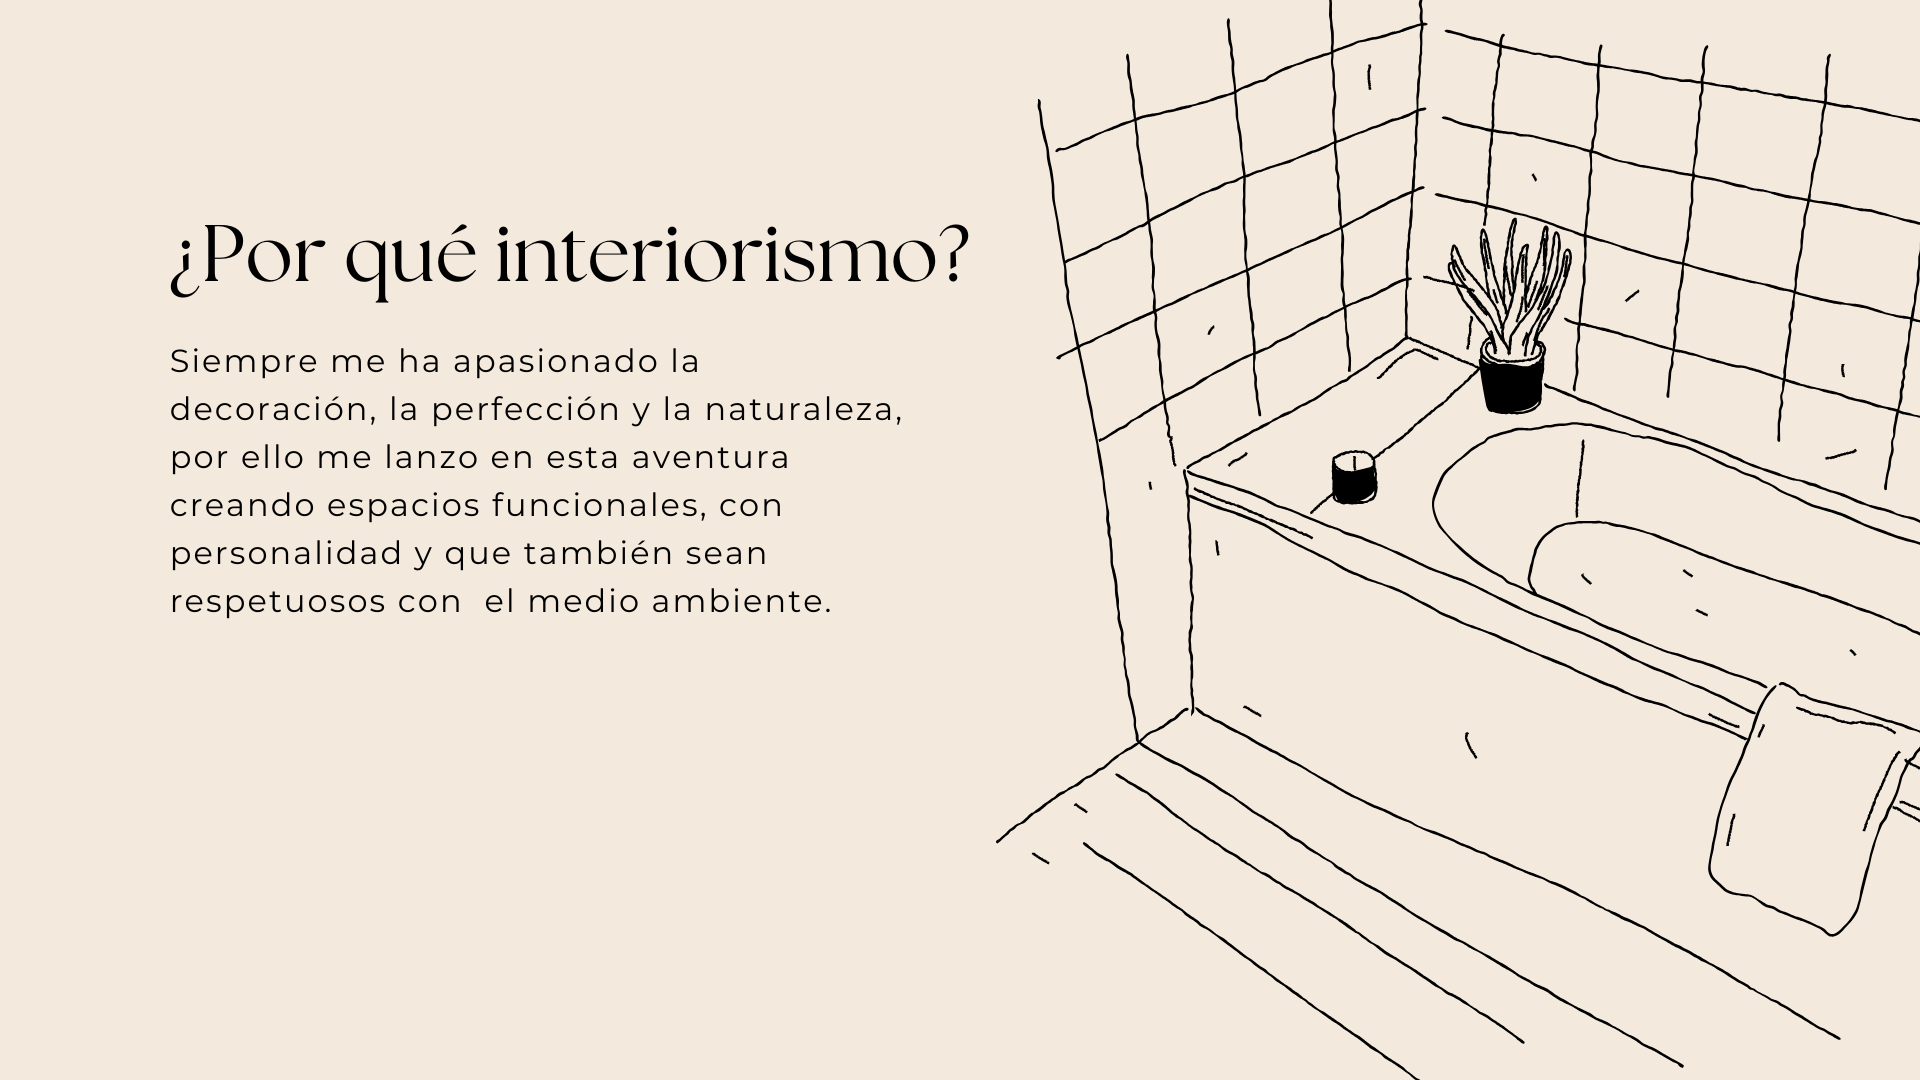 ¿Por qué interiorismo?
Siempre me ha apasionado la
decoración, la perfección y la naturaleza,
por ello me lanzo en esta aventura
creando espacios funcionales, con
personalidad y que también sean
respetuosos con  el medio ambiente.